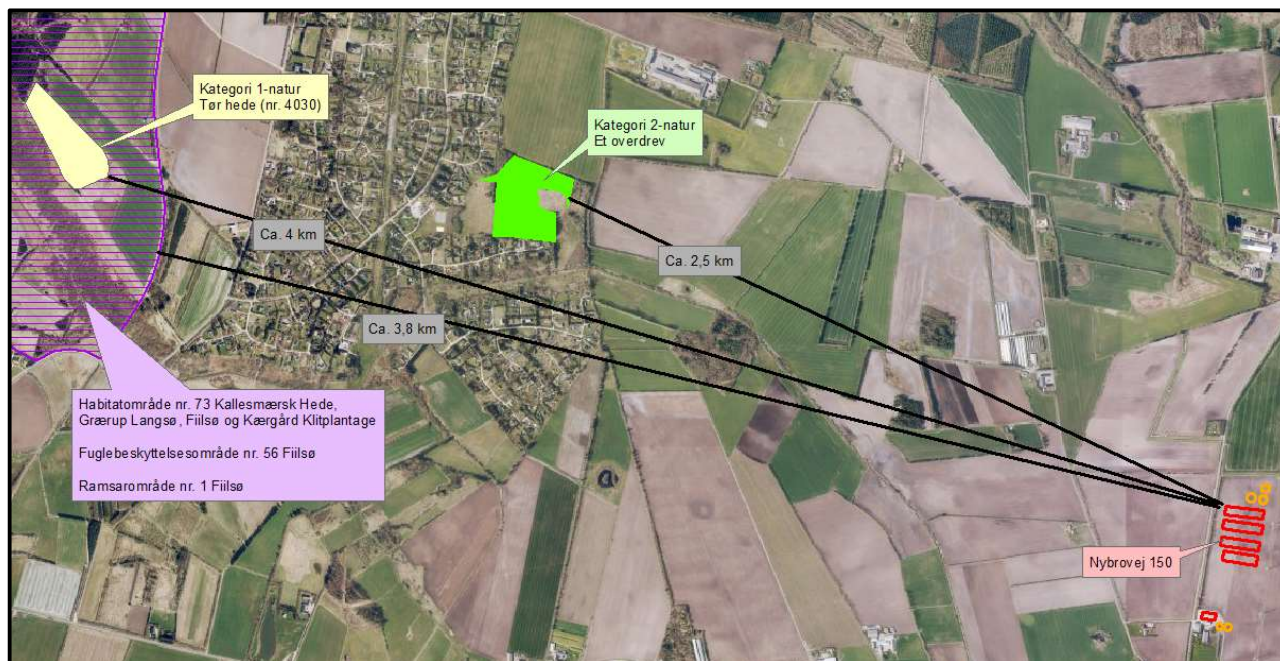 Kategori 1-natur
Tør hede (nr. 4030)
Kategori 2-natur
Et overdrev
Ca. 4 km
Ca. 2,5 km
Ca. 3,8 km
Habitatområde nr. 73 Kallesmærsk Hede,
Grærup Langsø, Fiilsø og Kærgård Klitplantage
Fuglebeskyttelsesområde nr. 56 Fiilsø
Ramsarområde nr. 1 Fiilsø
Nybrovej 150